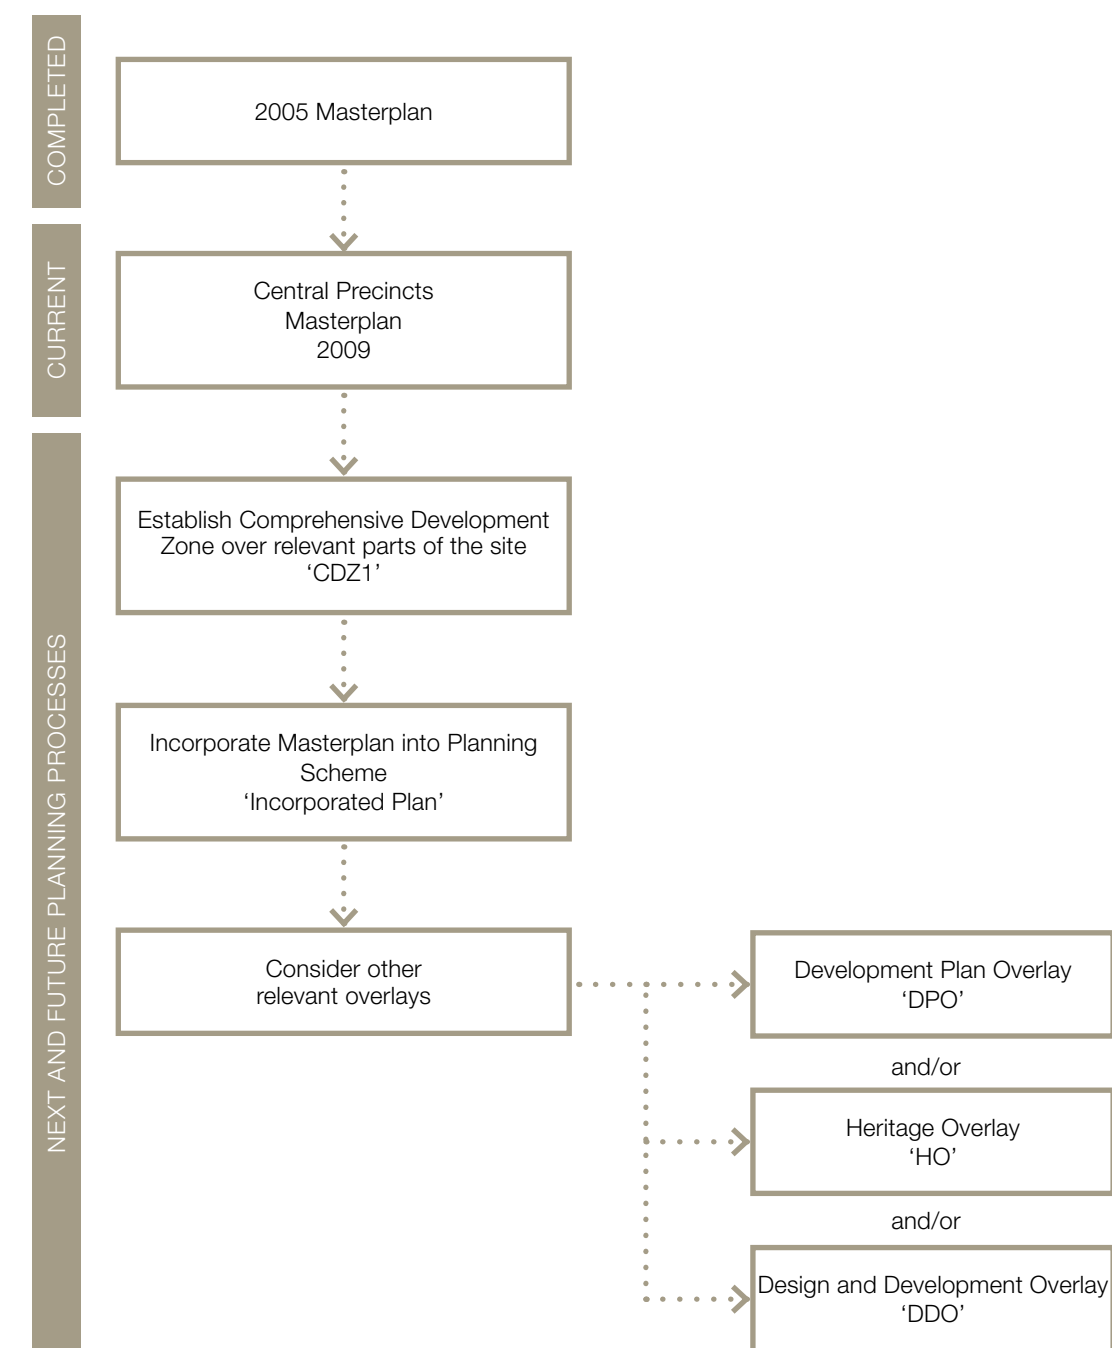 COMPLETED
2005 Masterplan
CURRENT
Central Precincts
Masterplan
2009
NEXT AND FUTURE PLANNING PROCESSES
Establish Comprehensive Development
Zone over relevant parts of the site
‘CDZ1’
Incorporate Masterplan into Planning
Scheme
‘Incorporated Plan’
Consider other
relevant overlays
Development Plan Overlay
‘DPO’
and/or
Heritage Overlay
‘HO’
and/or
Design and Development Overlay
‘DDO’